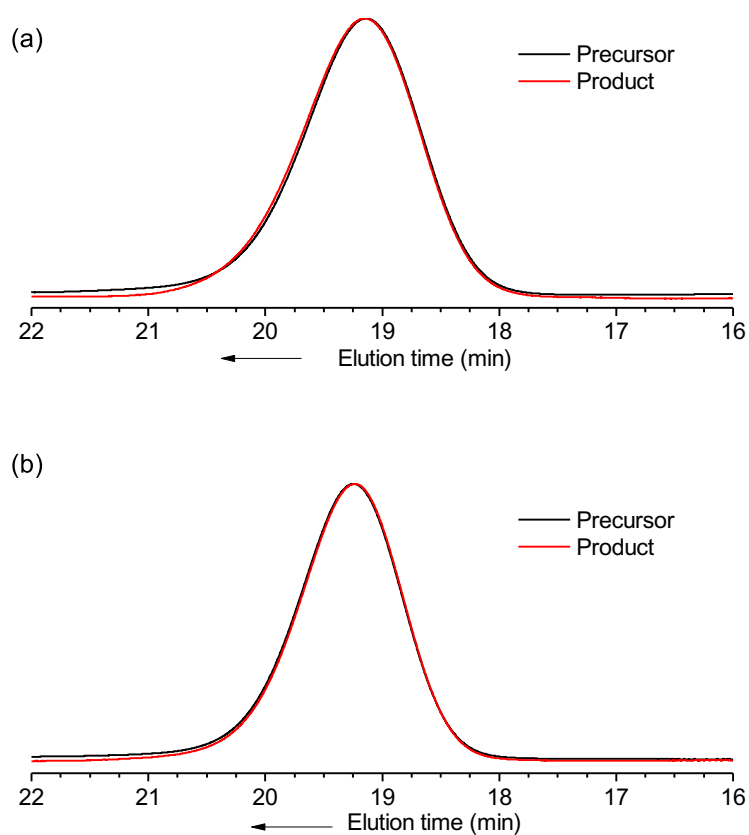 (a)
Precursor
Product
22 21 20 19 18 17 16
Elution time (min)
(b)
Precursor
Product
22 21 20 19 18 17 16
Elution time (min)